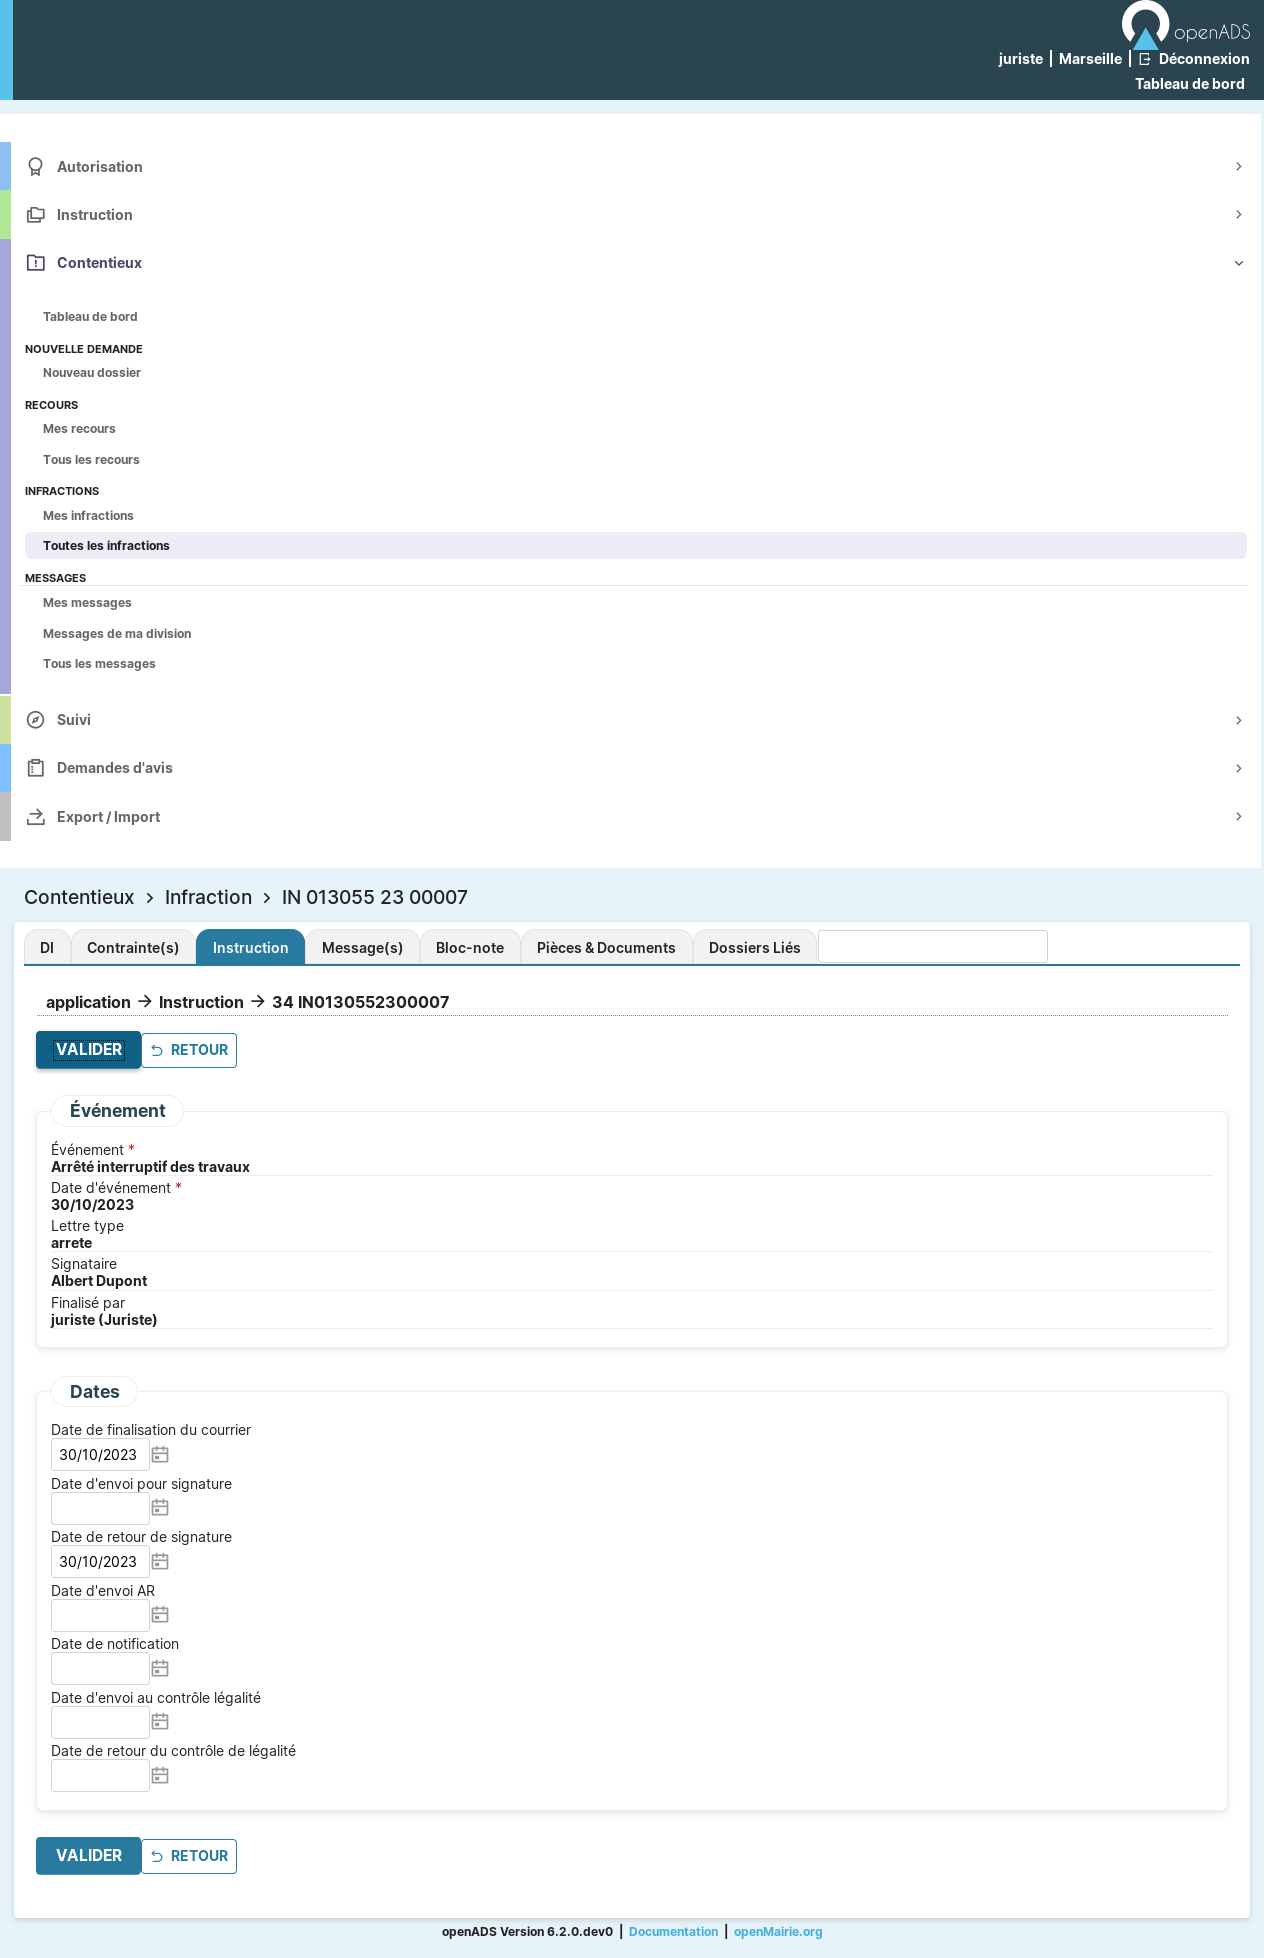 openADS
juriste | Marseille | Déconnexion
Tableau de bord
Autorisation
Instruction
Contentieux
Tableau de bord
NOUVELLE DEMANDE
Nouveau dossier
RECOURS
Mes recours
Tous les recours
INFRACTIONS
Mes infractions
Toutes les infractions
MESSAGES
Mes messages
Messages de ma division
Tous les messages
Suivi
Demandes d'avis
Export / Import
Contentieux > Infraction > IN 013055 23 00007
DI Contrainte(s) Instruction Message(s) Bloc-note Pièces & Documents Dossiers Liés
application → Instruction → 34 IN0130552300007
VALIDER RETOUR
Événement
Événement *
Arrêté interruptif des travaux
Date d'événement *
30/10/2023
Lettre type
arrete
Signataire
Albert Dupont
Finalisé par
juriste (Juriste)
Dates
Date de finalisation du courrier
30/10/2023
Date d'envoi pour signature
Date de retour de signature
30/10/2023
Date d'envoi AR
Date de notification
Date d'envoi au contrôle légalité
Date de retour du contrôle de légalité
VALIDER RETOUR
openADS Version 6.2.0.dev0 | Documentation | openMairie.org